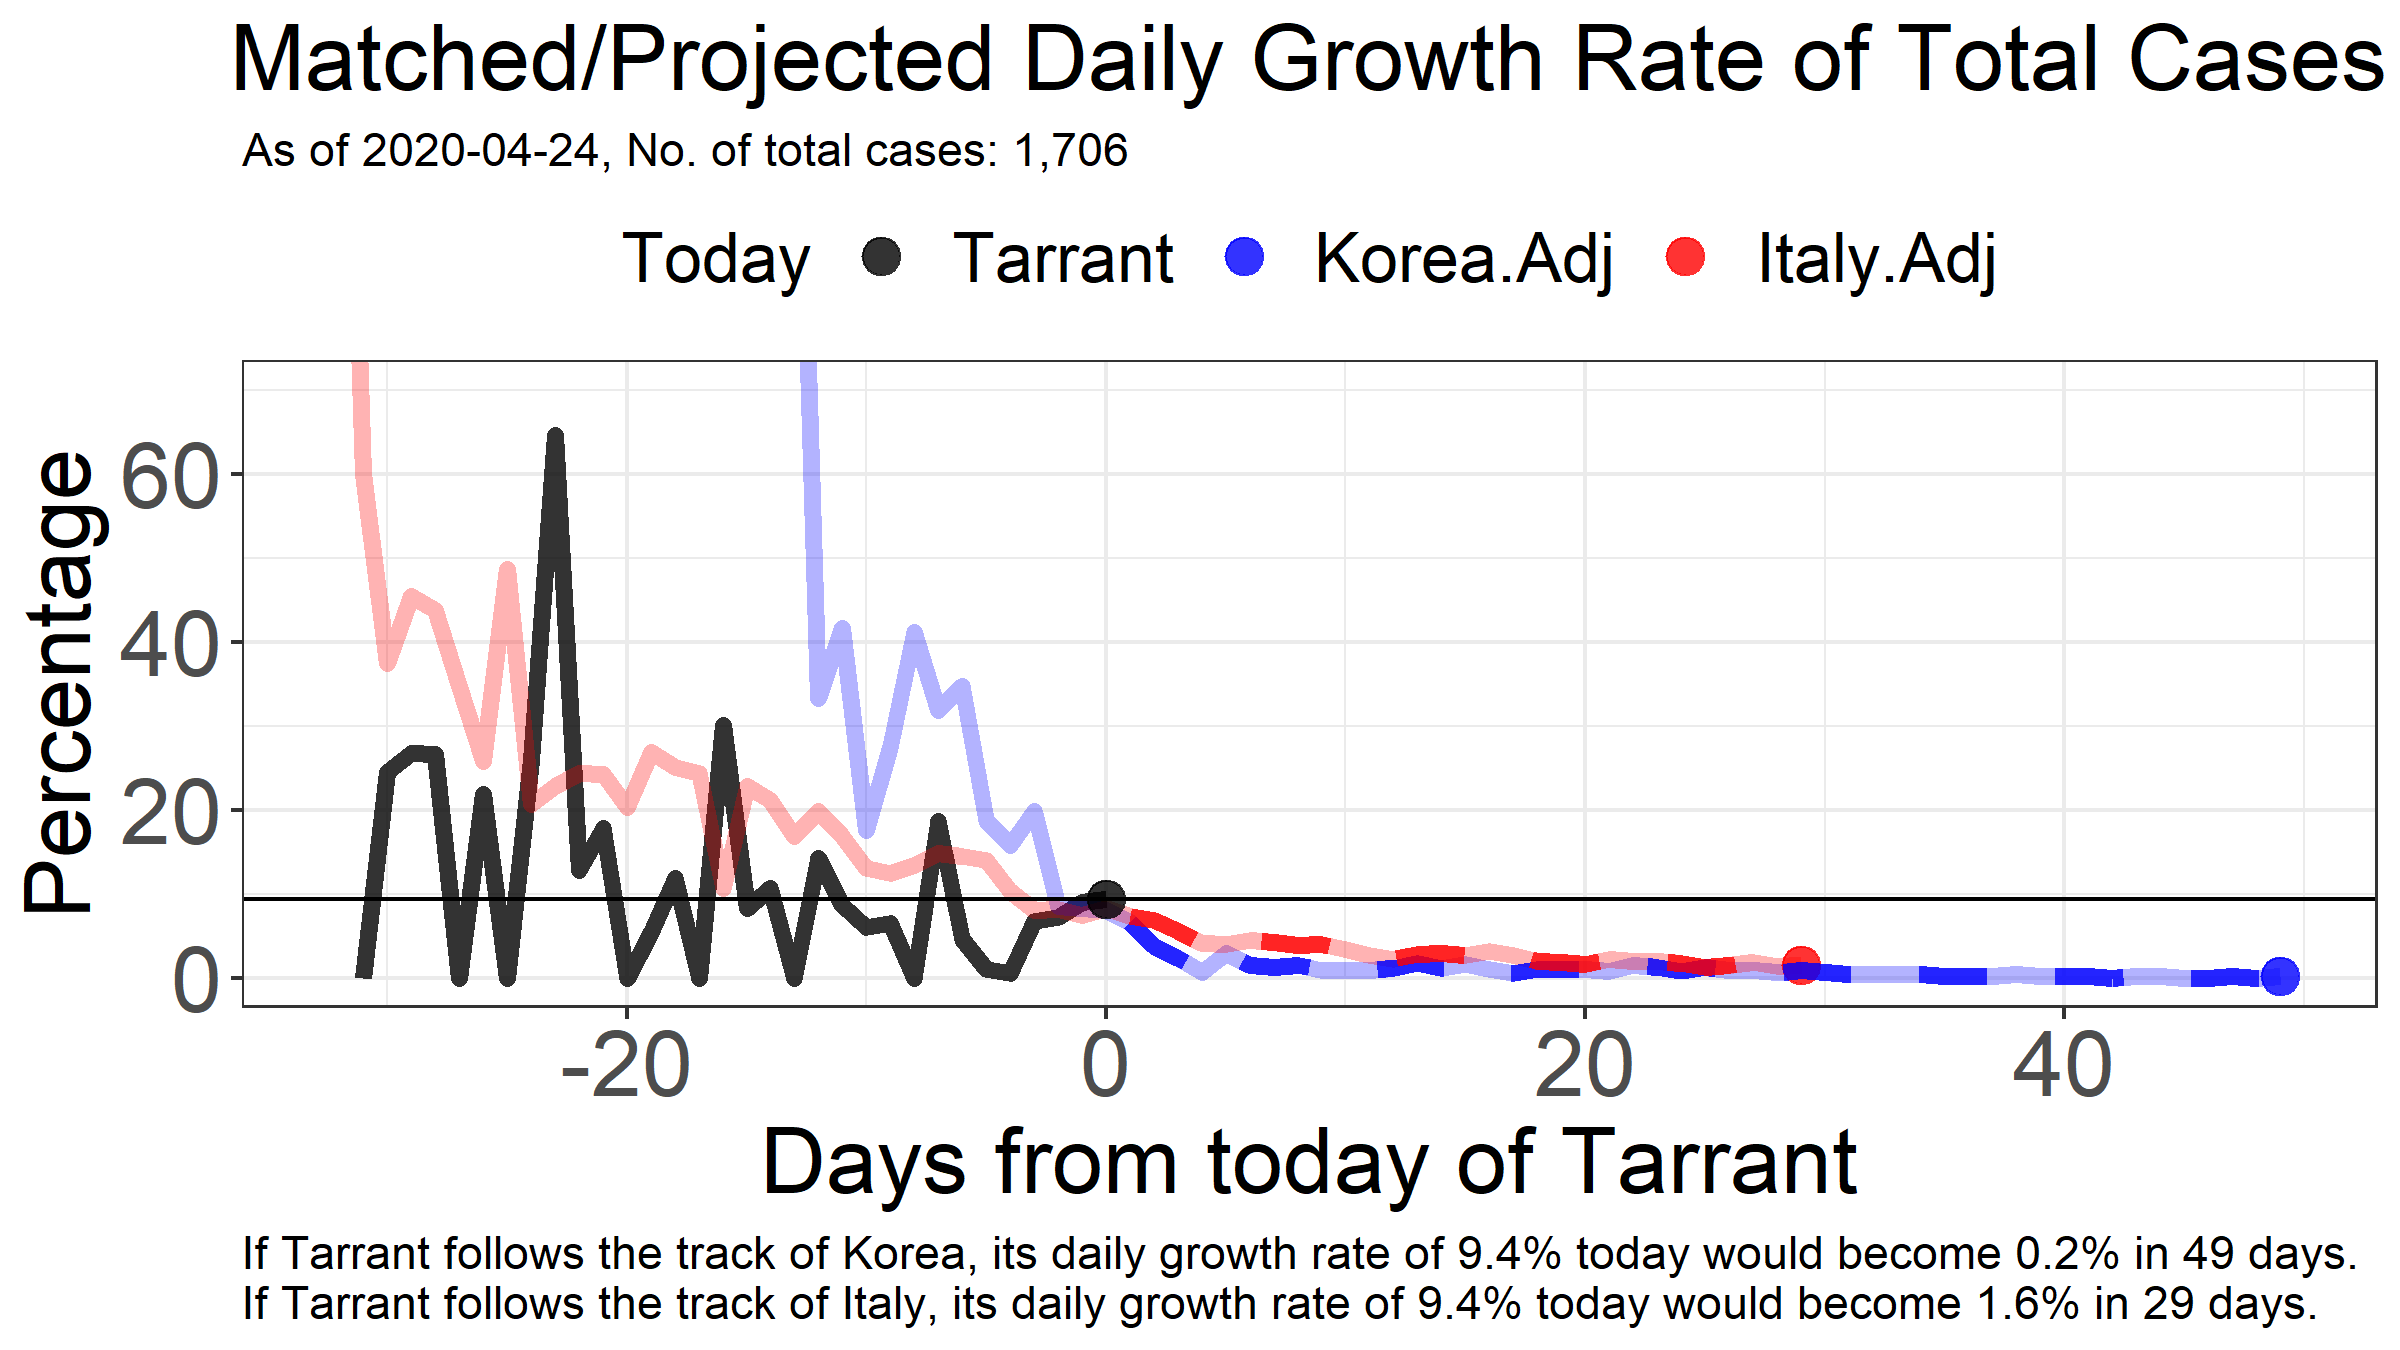 Matched/Projected Daily Growth Rate of Total Cases
As of 2020-04-24, No. of total cases: 1,706
Today Tarrant Korea.Adj Italy.Adj
Percentage
60
40
20
0
-20 0 20 40
Days from today of Tarrant
If Tarrant follows the track of Korea, its daily growth rate of 9.4% today would become 0.2% in 49 days.
If Tarrant follows the track of Italy, its daily growth rate of 9.4% today would become 1.6% in 29 days.